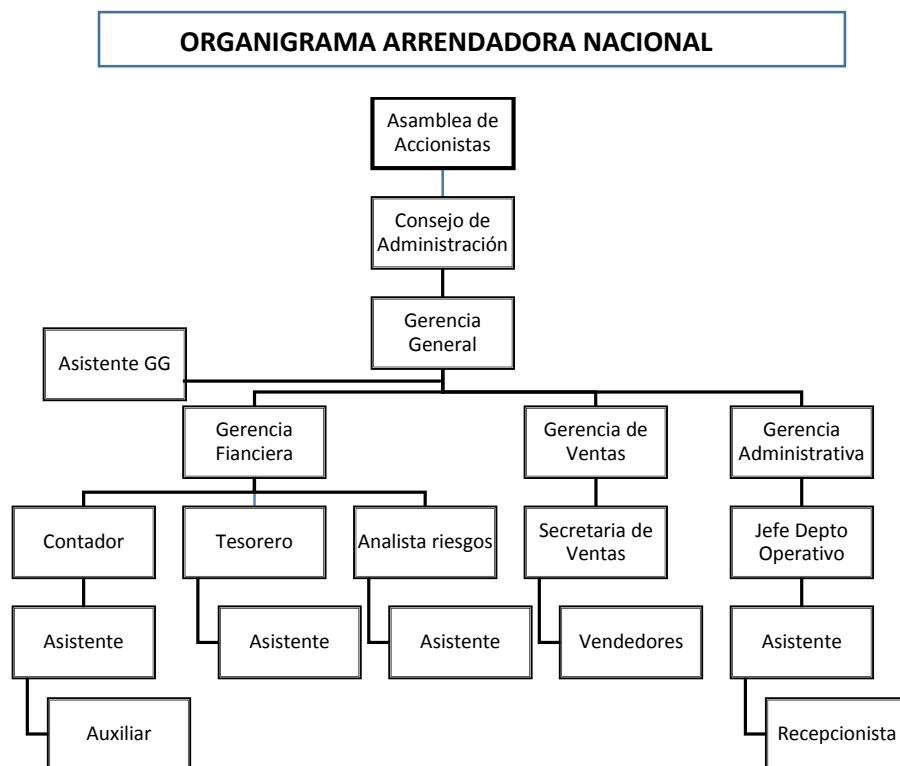 ORGANIGRAMA ARRENDADORA NACIONAL
Asamblea de
Accionistas
Consejo de
Administración
Gerencia
General
Asistente GG
Gerencia
Fianciera
Gerencia de
Ventas
Gerencia
Administrativa
Contador
Tesorero
Analista riesgos
Secretaria de
Ventas
Jefe Depto
Operativo
Asistente
Asistente
Asistente
Vendedores
Asistente
Auxiliar
Recepcionista